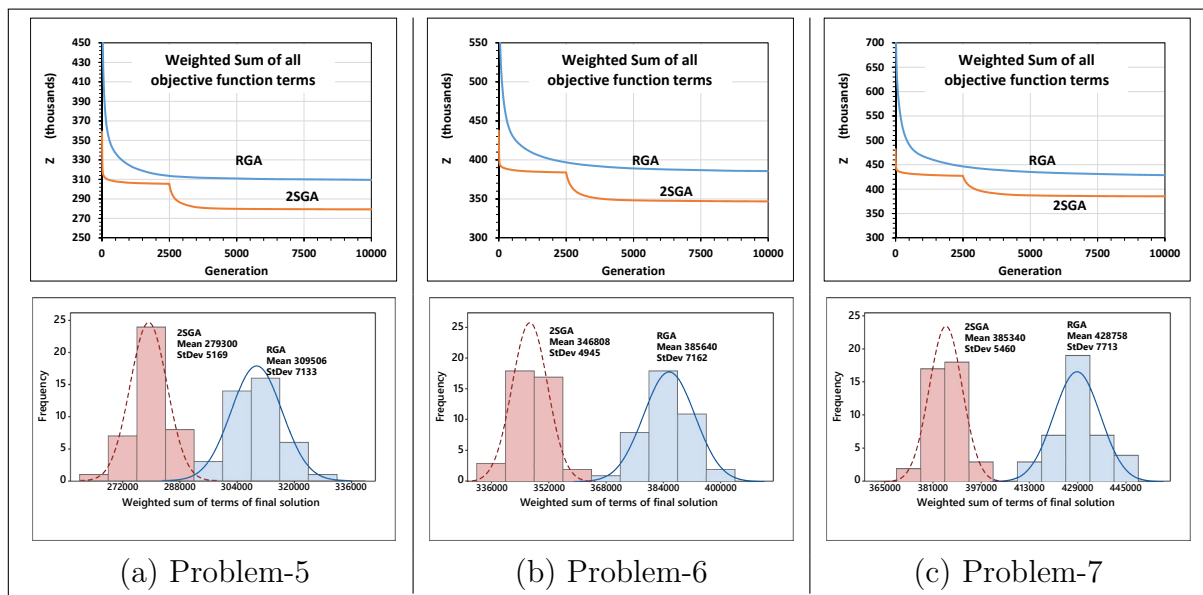 Weighted Sum of all
objective function terms
Z (thousands)
450
430
410
390
370
350
330
310
290
270
250
RGA
2SGA
0
2500
5000
7500
10000
Generation
25
20
15
10
5
0
Frequency
2SGA
Mean 279300
StDev 5169
RGA
Mean 309506
StDev 7133
272000
288000
304000
320000
336000
Weighted sum of terms of final solution
(a) Problem-5
Weighted Sum of all
objective function terms
Z (thousands)
550
500
450
400
350
300
RGA
2SGA
0
2500
5000
7500
10000
Generation
25
20
15
10
5
0
Frequency
2SGA
Mean 346808
StDev 4945
RGA
Mean 385640
StDev 7162
336000
352000
368000
384000
400000
Weighted sum of terms of final solution
(b) Problem-6
Weighted Sum of all
objective function terms
Z (thousands)
700
650
600
550
500
450
400
350
300
RGA
2SGA
0
2500
5000
7500
10000
Generation
25
20
15
10
5
0
Frequency
2SGA
Mean 385340
StDev 5460
RGA
Mean 428758
StDev 7713
365000
381000
397000
413000
429000
445000
Weighted sum of terms of final solution
(c) Problem-7